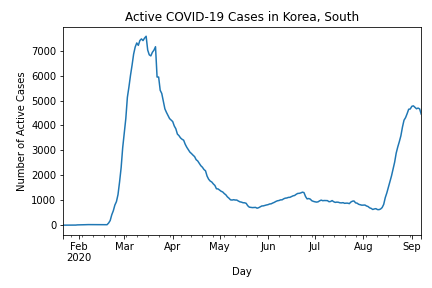 Active COVID-19 Cases in Korea, South
Number of Active Cases
7000
6000
5000
4000
3000
2000
1000
0
Feb Mar Apr May Jun Jul Aug Sep
2020
Day